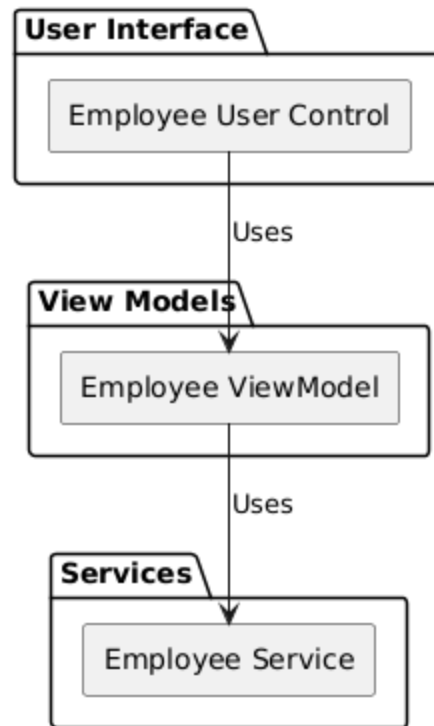 User Interface
Employee User Control
Uses
View Models
Employee ViewModel
Uses
Services
Employee Service